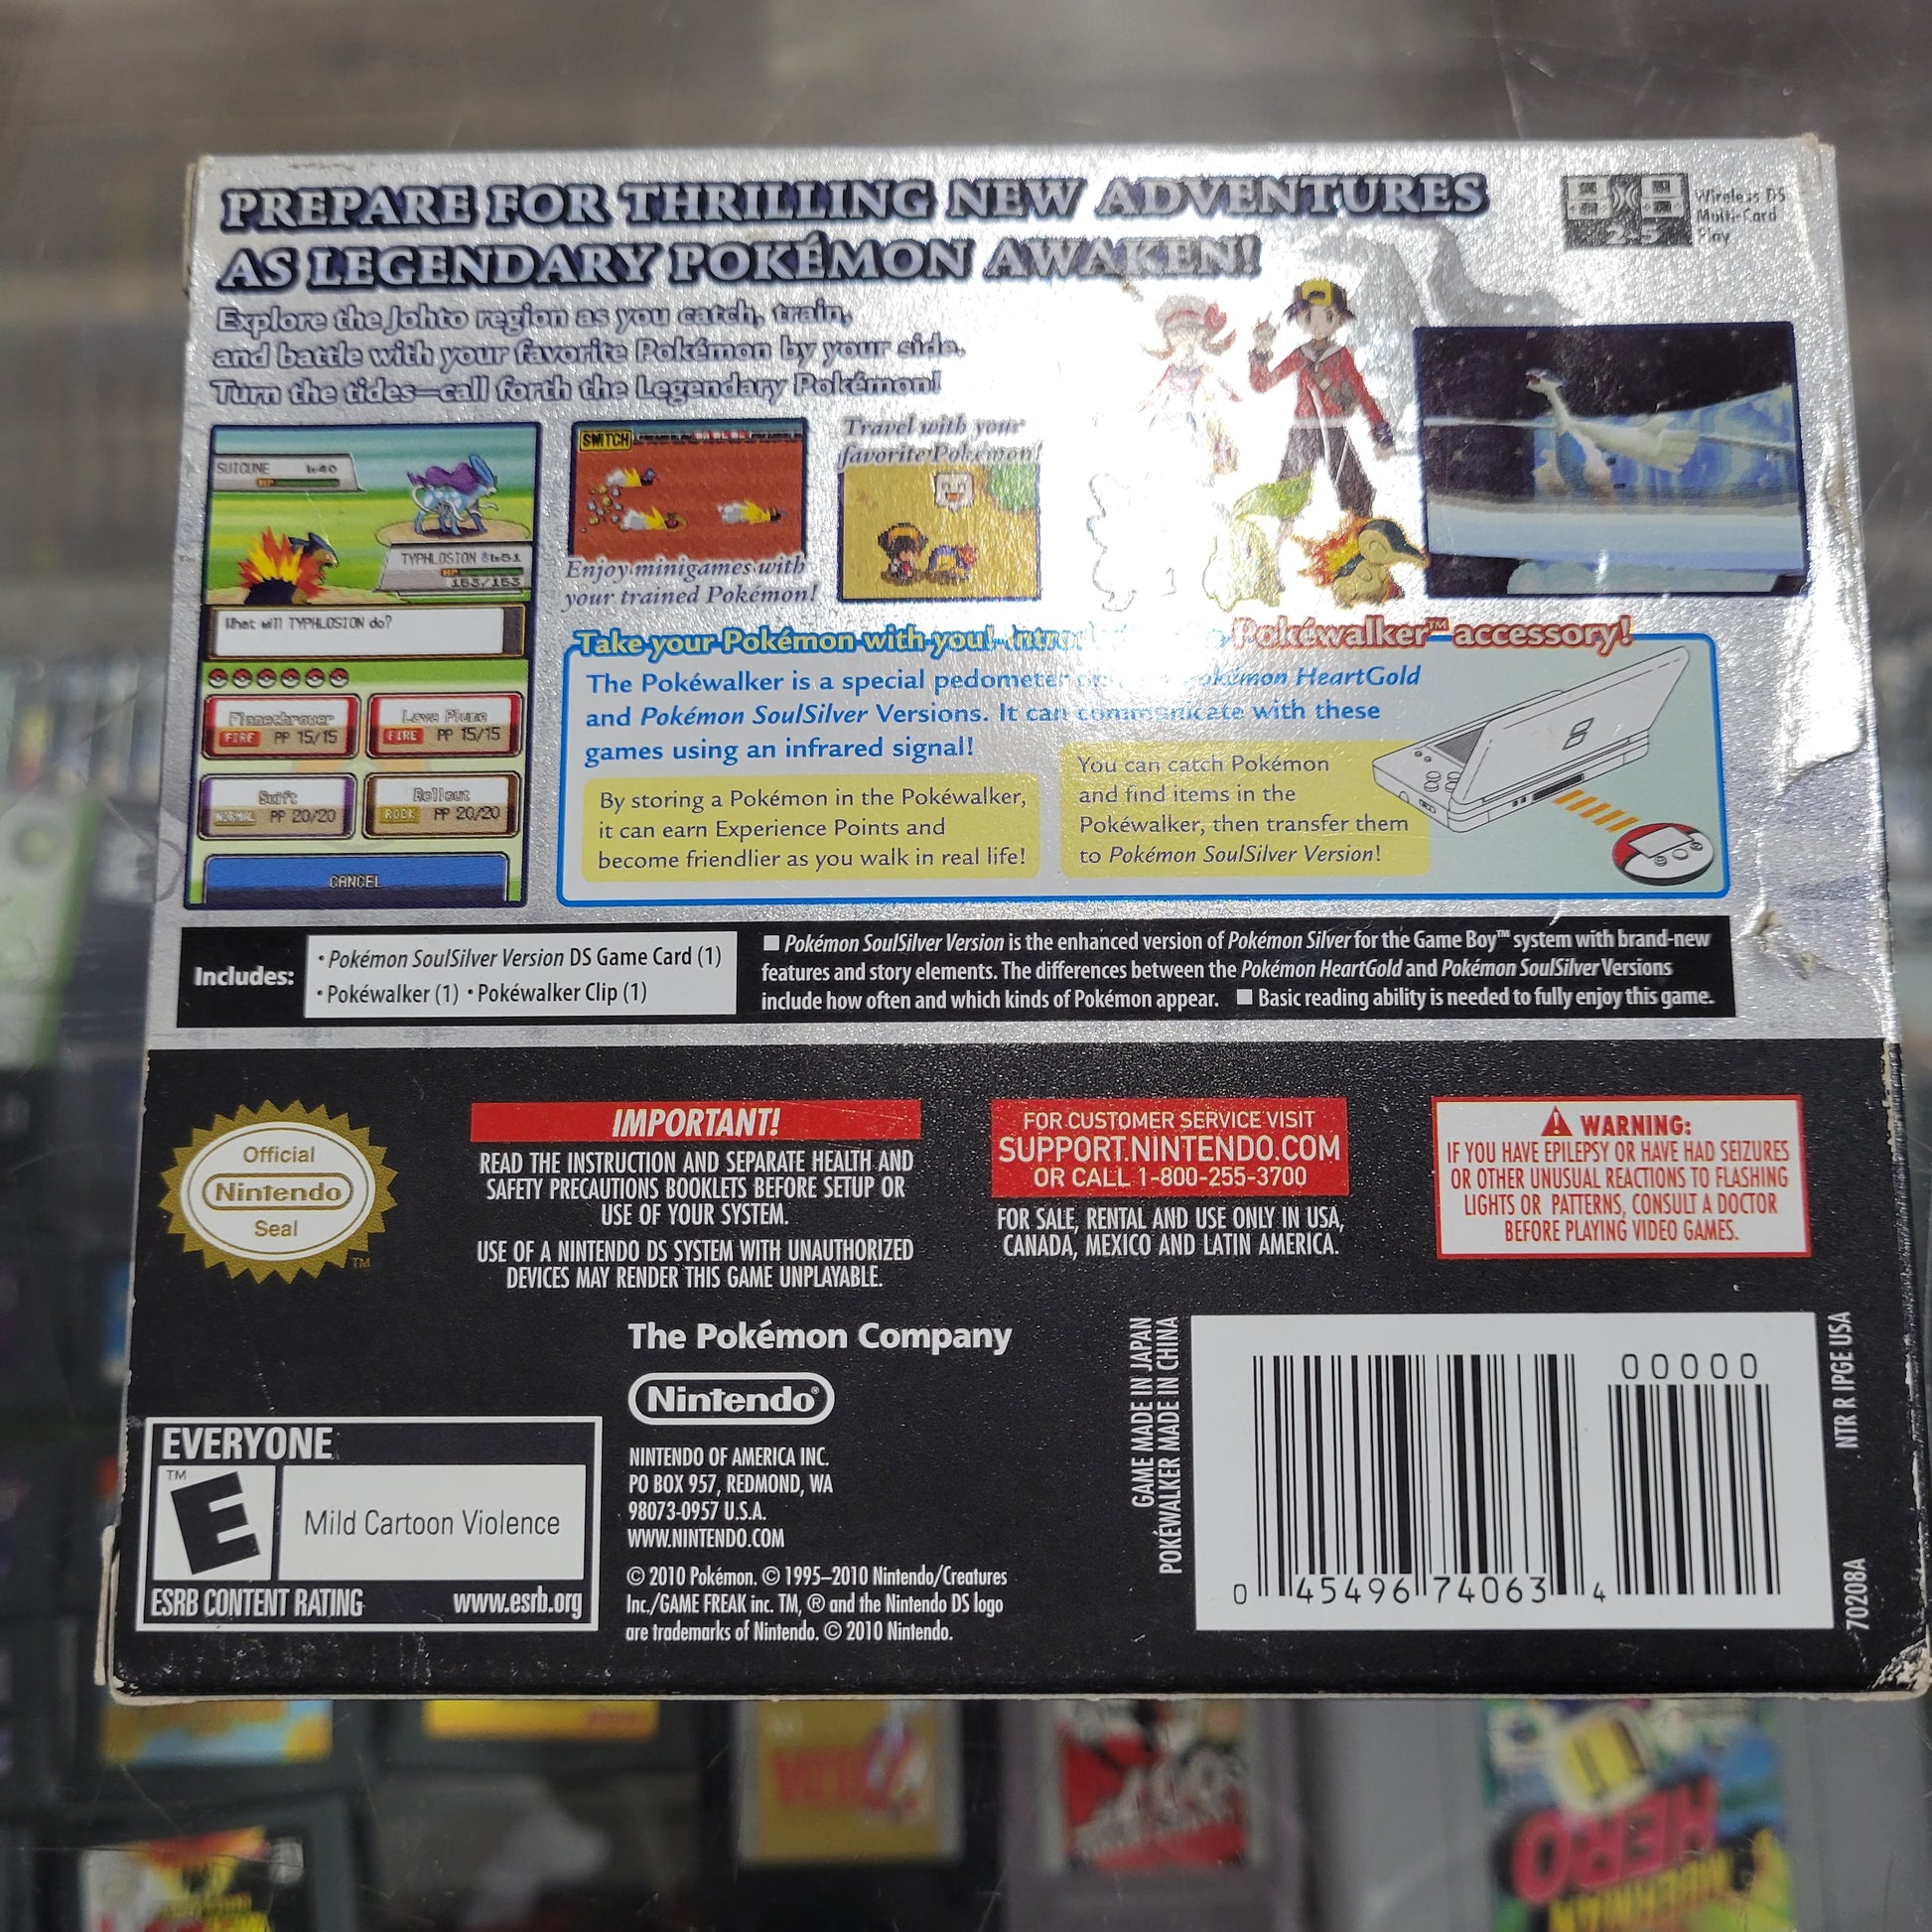 PREPARE FOR THRILLING NEW ADVENTURES
AS LEGENDARY POKÉMON AWAKEN!
Wireless DS
Multi-Card
Play
2-5
Explore the Johto region as you catch, train,
and battle with your favorite Pokémon by your side.
Turn the tides—call forth the Legendary Pokémon!
SUICUNE Lv40
HP
TYPHLOSION Lv51
HP
163/163
What will TYPHLOSION do?
Flamethrower
FIRE PP 15/15
Lava Plume
FIRE PP 15/15
Swift
NORMAL PP 20/20
Rollout
ROCK PP 20/20
CANCEL
SWITCH
Enjoy minigames with
your trained Pokémon!
Travel with your
favorite Pokémon!
Take your Pokémon with you! Pokéwalker™ accessory!
The Pokéwalker is a special pedometer Pokémon HeartGold
and Pokémon SoulSilver Versions. It can communicate with these
games using an infrared signal!
By storing a Pokémon in the Pokéwalker,
it can earn Experience Points and
become friendlier as you walk in real life!
You can catch Pokémon
and find items in the
Pokéwalker, then transfer them
to Pokémon SoulSilver Version!
Includes:
• Pokémon SoulSilver Version DS Game Card (1)
• Pokéwalker (1) • Pokéwalker Clip (1)
■ Pokémon SoulSilver Version is the enhanced version of Pokémon Silver for the Game Boy™ system with brand-new
features and story elements. The differences between the Pokémon HeartGold and Pokémon SoulSilver Versions
include how often and which kinds of Pokémon appear. ■ Basic reading ability is needed to fully enjoy this game.
Official
Nintendo
Seal
TM
IMPORTANT!
READ THE INSTRUCTION AND SEPARATE HEALTH AND
SAFETY PRECAUTIONS BOOKLETS BEFORE SETUP OR
USE OF YOUR SYSTEM.
USE OF A NINTENDO DS SYSTEM WITH UNAUTHORIZED
DEVICES MAY RENDER THIS GAME UNPLAYABLE.
FOR CUSTOMER SERVICE VISIT
SUPPORT.NINTENDO.COM
OR CALL 1-800-255-3700
FOR SALE, RENTAL AND USE ONLY IN USA,
CANADA, MEXICO AND LATIN AMERICA.
WARNING:
IF YOU HAVE EPILEPSY OR HAVE HAD SEIZURES
OR OTHER UNUSUAL REACTIONS TO FLASHING
LIGHTS OR PATTERNS, CONSULT A DOCTOR
BEFORE PLAYING VIDEO GAMES.
EVERYONE
TM
E
Mild Cartoon Violence
ESRB CONTENT RATING www.esrb.org
The Pokémon Company
Nintendo®
NINTENDO OF AMERICA INC.
PO BOX 957, REDMOND, WA
98073-0957 U.S.A.
WWW.NINTENDO.COM
© 2010 Pokémon. © 1995–2010 Nintendo/Creatures
Inc./GAME FREAK inc. TM, ® and the Nintendo DS logo
are trademarks of Nintendo. © 2010 Nintendo.
GAME MADE IN JAPAN
POKÉWALKER MADE IN CHINA
00000
0 45496 74063 4
NTR R IPGE USA
70208A
HERO